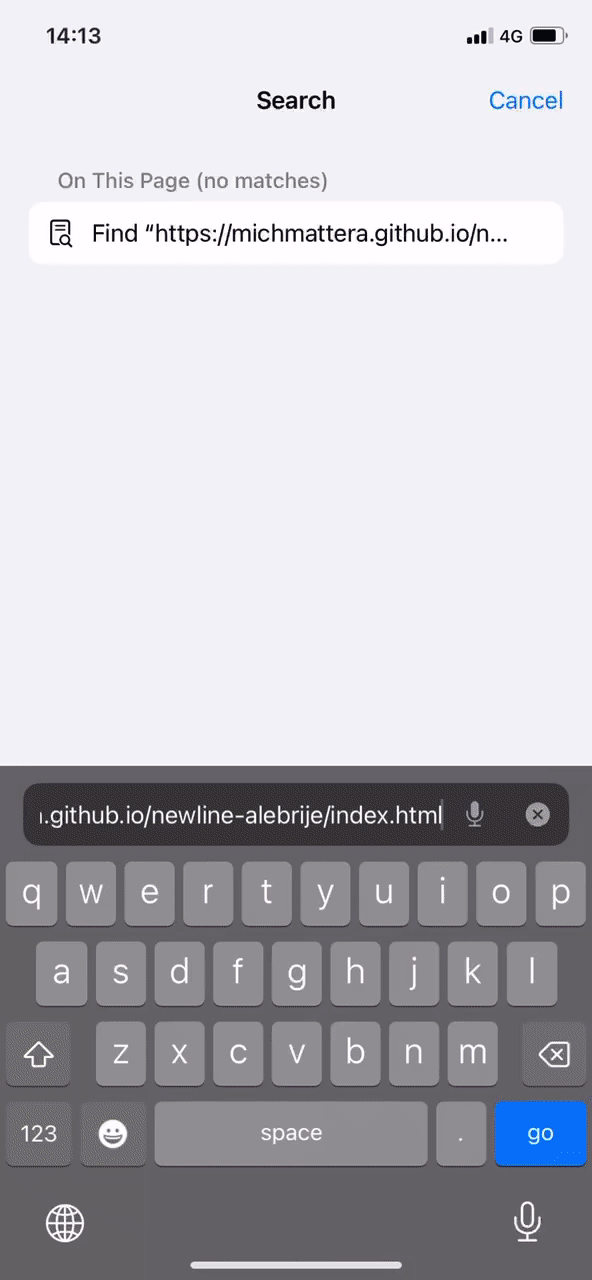 14:13
4G
Search
Cancel
On This Page (no matches)
Find “https://michmattera.github.io/n...
.github.io/newline-alebrije/index.html
q w e r t y u i o p
a s d f g h j k l
z x c v b n m
123
space
.
go